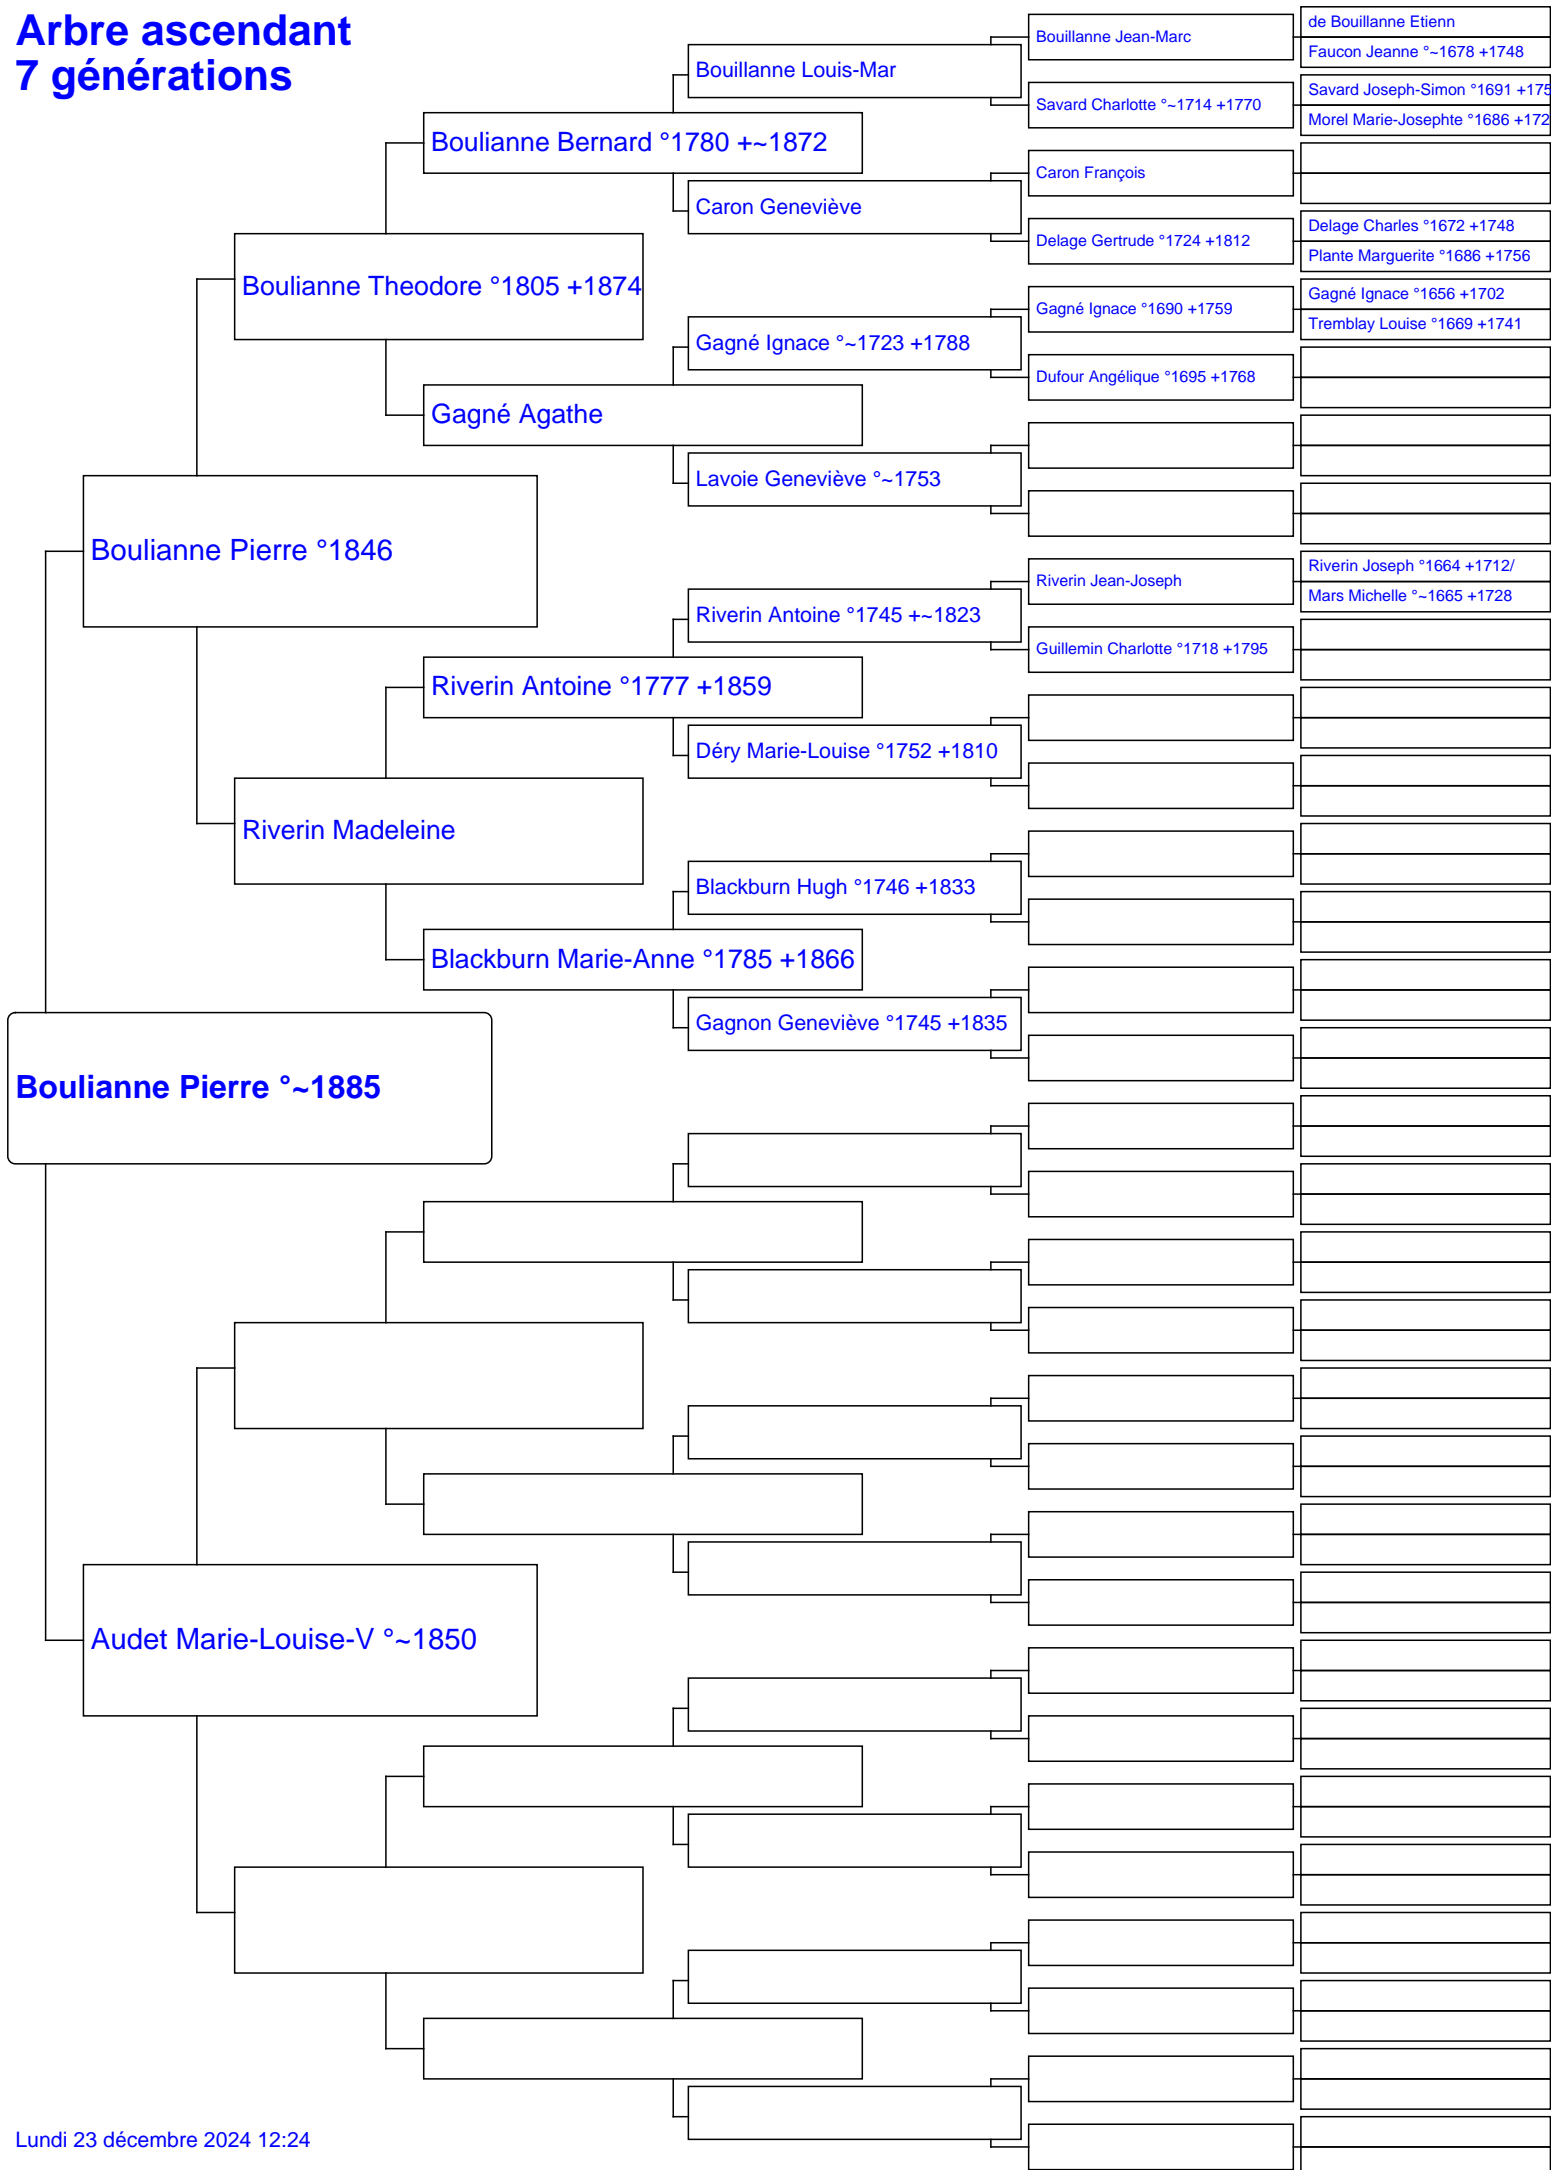 Arbre ascendant
7 générations
de Bouillanne Etienn
Bouillanne Jean-Marc
Faucon Jeanne °~1678 +1748
Bouillanne Louis-Mar
Savard Joseph-Simon °1691 +175
Savard Charlotte °~1714 +1770
Morel Marie-Josephte °1686 +172
Boulianne Bernard °1780 +~1872
Caron François
Caron Geneviève
Delage Charles °1672 +1748
Delage Gertrude °1724 +1812
Plante Marguerite °1686 +1756
Boulianne Theodore °1805 +1874
Gagné Ignace °1656 +1702
Gagné Ignace °1690 +1759
Tremblay Louise °1669 +1741
Gagné Ignace °~1723 +1788
Dufour Angélique °1695 +1768
Gagné Agathe
Lavoie Geneviève °~1753
Boulianne Pierre °1846
Riverin Joseph °1664 +1712/
Riverin Jean-Joseph
Mars Michelle °~1665 +1728
Riverin Antoine °1745 +~1823
Guillemin Charlotte °1718 +1795
Riverin Antoine °1777 +1859
Déry Marie-Louise °1752 +1810
Riverin Madeleine
Blackburn Hugh °1746 +1833
Blackburn Marie-Anne °1785 +1866
Gagnon Geneviève °1745 +1835
Boulianne Pierre °~1885
Audet Marie-Louise-V °~1850
Lundi 23 décembre 2024 12:24